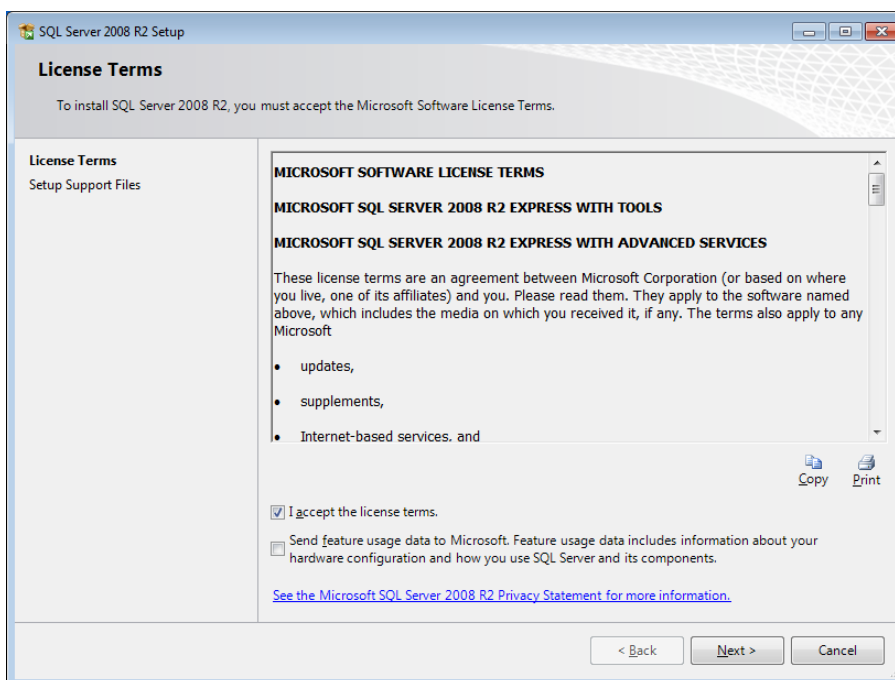 SQL Server 2008 R2 Setup
License Terms
To install SQL Server 2008 R2, you must accept the Microsoft Software License Terms.
License Terms
Setup Support Files
MICROSOFT SOFTWARE LICENSE TERMS
MICROSOFT SQL SERVER 2008 R2 EXPRESS WITH TOOLS
MICROSOFT SQL SERVER 2008 R2 EXPRESS WITH ADVANCED SERVICES
These license terms are an agreement between Microsoft Corporation (or based on where
you live, one of its affiliates) and you. Please read them. They apply to the software named
above, which includes the media on which you received it, if any. The terms also apply to any
Microsoft
• updates,
• supplements,
• Internet-based services, and
Copy Print
I accept the license terms.
Send feature usage data to Microsoft. Feature usage data includes information about your
hardware configuration and how you use SQL Server and its components.
See the Microsoft SQL Server 2008 R2 Privacy Statement for more information.
< Back Next > Cancel